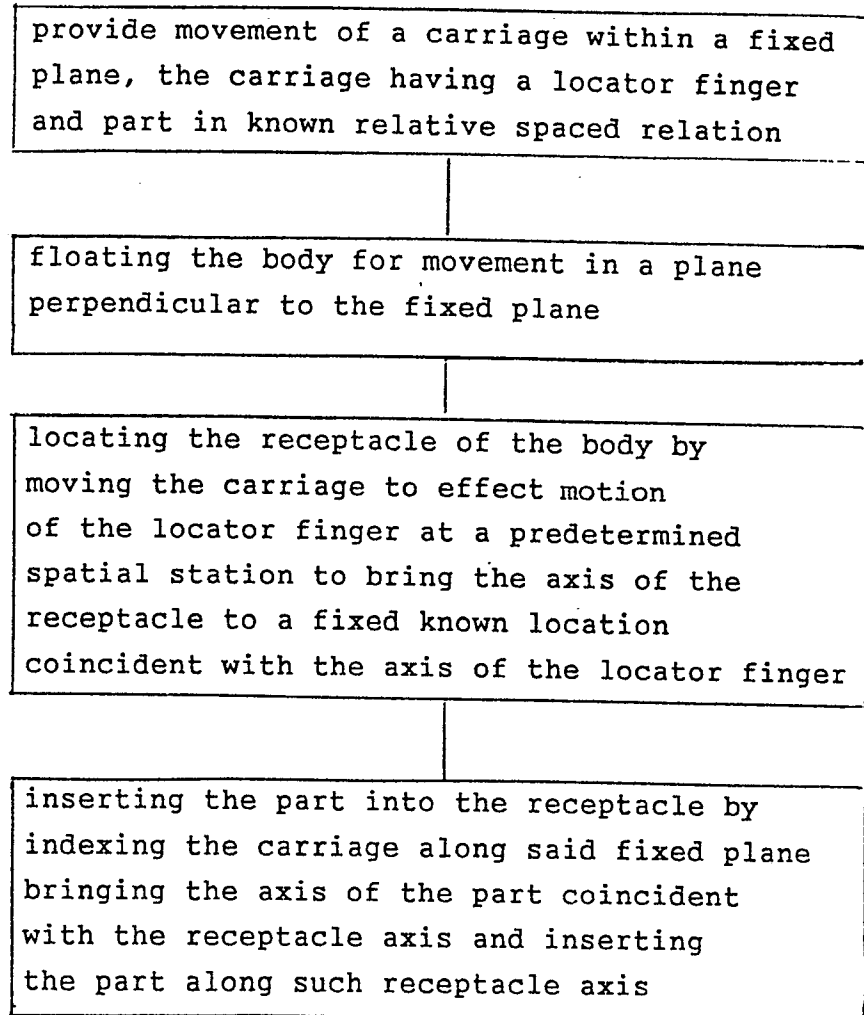 provide movement of a carriage within a fixed
plane, the carriage having a locator finger
and part in known relative spaced relation
floating the body for movement in a plane
perpendicular to the fixed plane
locating the receptacle of the body by
moving the carriage to effect motion
of the locator finger at a predetermined
spatial station to bring the axis of the
receptacle to a fixed known location
coincident with the axis of the locator finger
inserting the part into the receptacle by
indexing the carriage along said fixed plane
bringing the axis of the part coincident
with the receptacle axis and inserting
the part along such receptacle axis